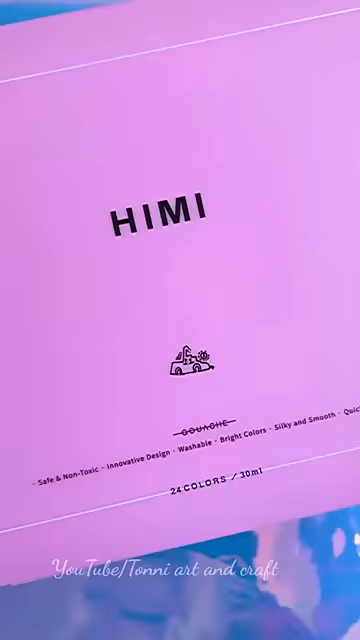 HIMI
GOUACHE
· Safe & Non-Toxic · Innovative Design · Washable · Bright Colors · Silky and Smooth ·
24 COLORS / 30ml
YouTube/Tonni art and craft